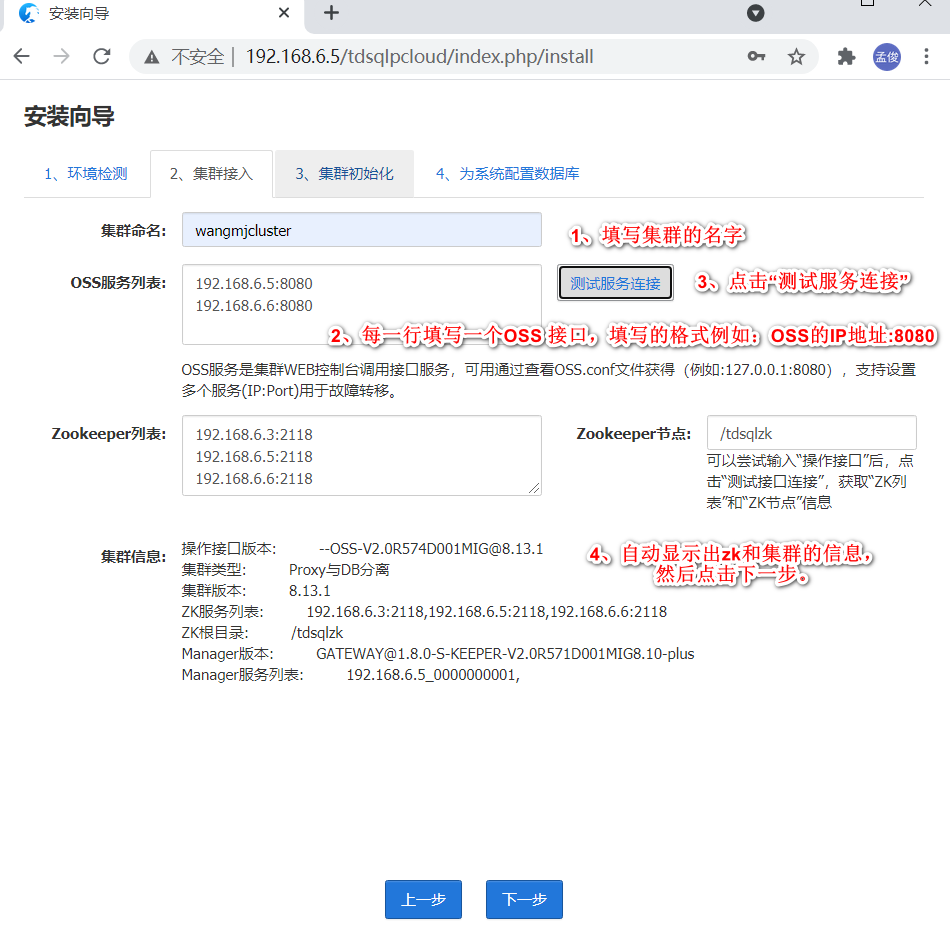 安装向导
不安全 | 192.168.6.5/tdsqlpcloud/index.php/install
孟俊
安装向导
1、环境检测 2、集群接入 3、集群初始化 4、为系统配置数据库
集群命名: wangmjcluster
1、填写集群的名字
OSS服务列表: 192.168.6.5:8080
192.168.6.6:8080
测试服务连接
3、点击“测试服务连接”
2、每一行填写一个OSS 接口，填写的格式例如：OSS的IP地址:8080
OSS服务是集群WEB控制台调用接口服务，可用通过查看OSS.conf文件获得（例如:127.0.0.1:8080），支持设置
多个服务(IP:Port)用于故障转移。
Zookeeper列表: 192.168.6.3:2118
192.168.6.5:2118
192.168.6.6:2118
Zookeeper节点: /tdsqlzk
可以尝试输入“操作接口”后，点
击“测试接口连接”，获取“ZK列
表”和“ZK节点”信息
集群信息: 操作接口版本: --OSS-V2.0R574D001MIG@8.13.1
集群类型: Proxy与DB分离
集群版本: 8.13.1
ZK服务列表: 192.168.6.3:2118,192.168.6.5:2118,192.168.6.6:2118
ZK根目录: /tdsqlzk
Manager版本: GATEWAY@1.8.0-S-KEEPER-V2.0R571D001MIG8.10-plus
Manager服务列表: 192.168.6.5_0000000001,
4、自动显示出zk和集群的信息，
然后点击下一步。
上一步 下一步